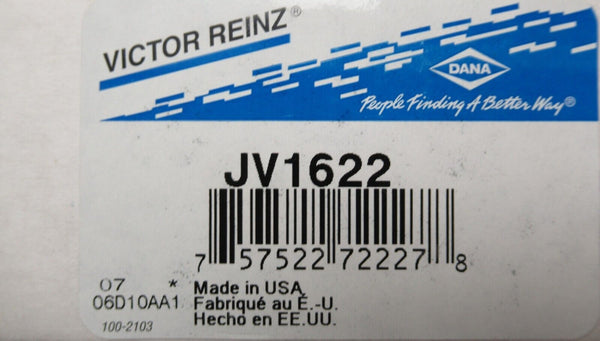 VICTOR REINZ®
DANA
People Finding A Better Way®
JV1622
7 57522 72227 8
07 * Made in USA
06D10AA1 Fabriqué au É.-U.
100-2103 Hecho en EE.UU.